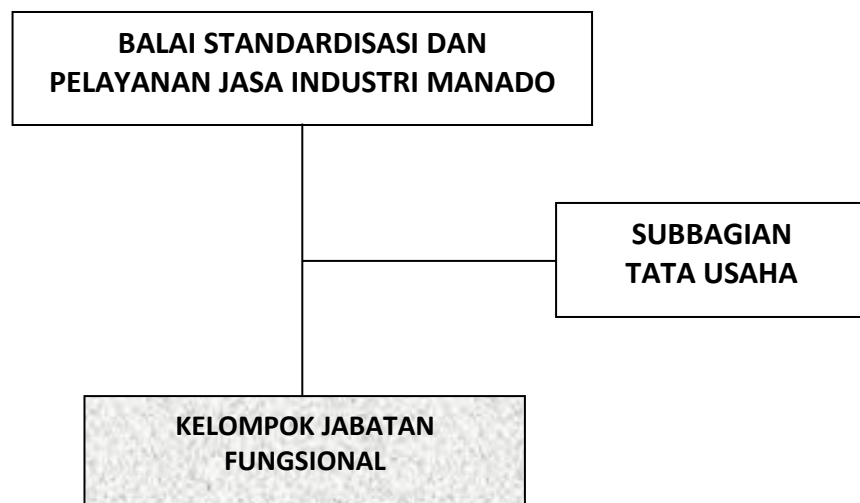 BALAI STANDARDISASI DAN
PELAYANAN JASA INDUSTRI MANADO
SUBBAGIAN
TATA USAHA
KELOMPOK JABATAN
FUNGSIONAL